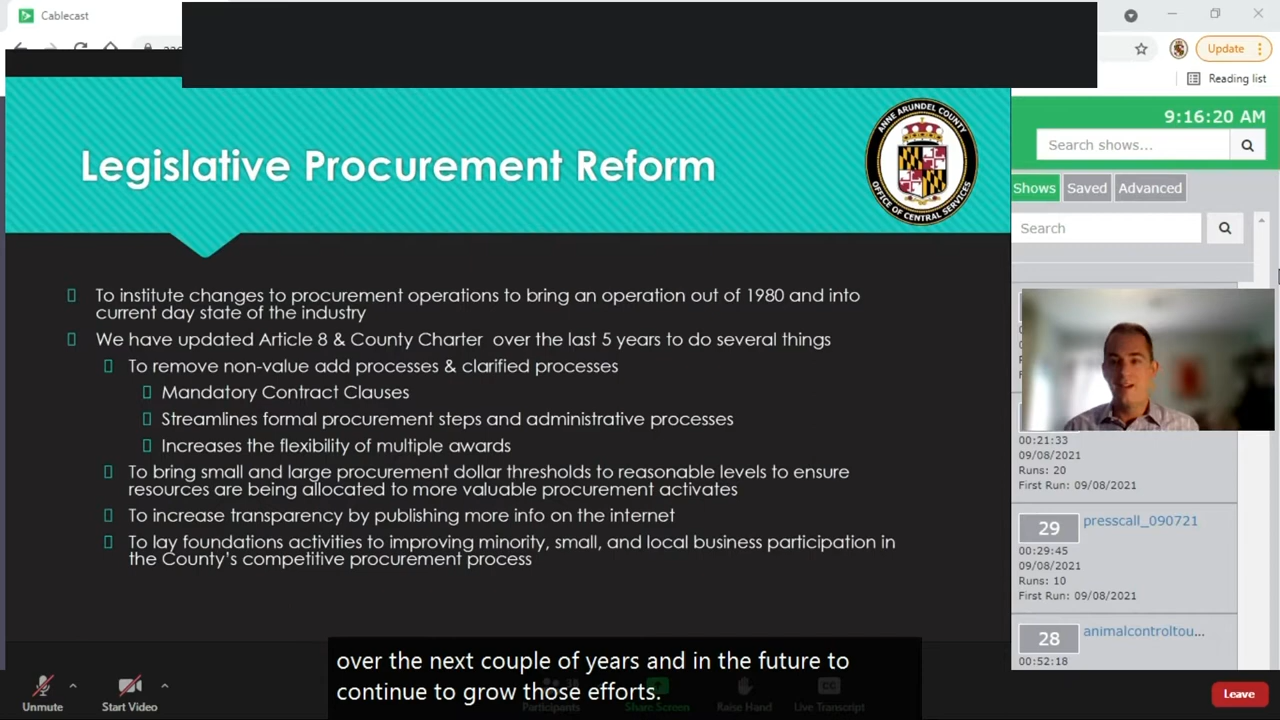 Cablecast
Update
Reading list
Legislative Procurement Reform
ANNE ARUNDEL COUNTY
OFFICE OF CENTRAL SERVICES
9:16:20 AM
Search shows...
Shows Saved Advanced
Search
To institute changes to procurement operations to bring an operation out of 1980 and into
current day state of the industry
We have updated Article 8 & County Charter over the last 5 years to do several things
To remove non-value add processes & clarified processes
Mandatory Contract Clauses
Streamlines formal procurement steps and administrative processes
Increases the flexibility of multiple awards
To bring small and large procurement dollar thresholds to reasonable levels to ensure
resources are being allocated to more valuable procurement activates
To increase transparency by publishing more info on the internet
To lay foundations activities to improving minority, small, and local business participation in
the County's competitive procurement process
00:21:33
09/08/2021
Runs: 20
First Run: 09/08/2021
29 presscall_090721
00:29:45
09/08/2021
Runs: 10
First Run: 09/08/2021
28 animalcontroltou...
00:52:18
over the next couple of years and in the future to
continue to grow those efforts.
Unmute
Start Video
Participants
Share Screen
Raise Hand
CC
Live Transcript
Leave